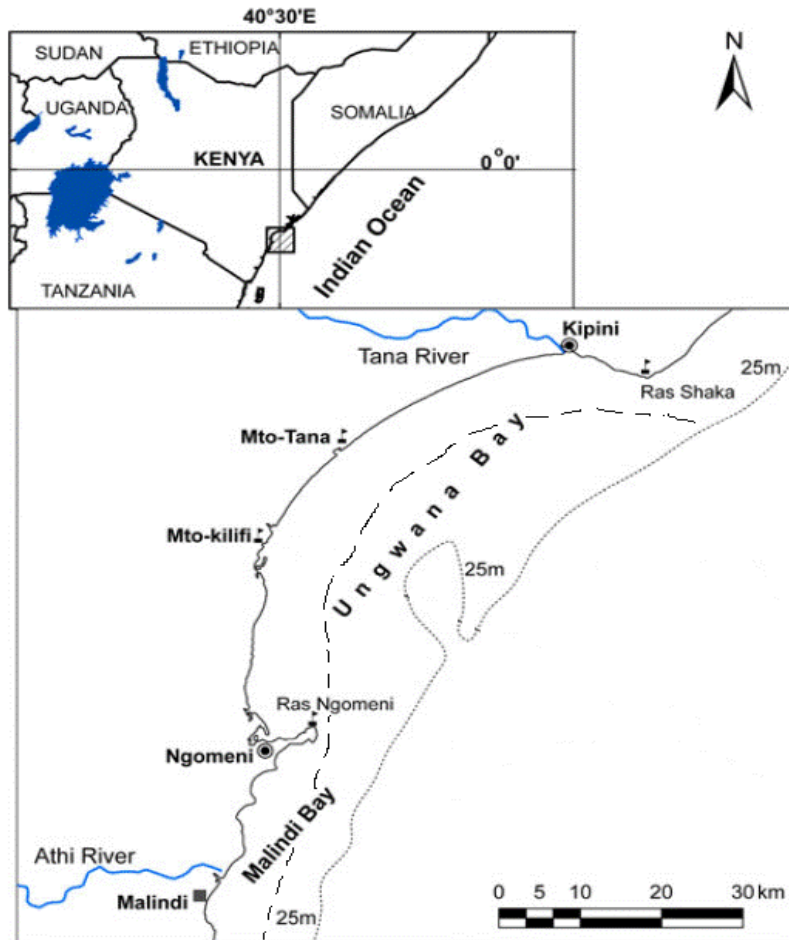 40°30'E
SUDAN
ETHIOPIA
UGANDA
SOMALIA
KENYA
0°0'
Indian Ocean
TANZANIA
N
Kipini
Tana River
25m
Ras Shaka
Mto-Tana
Ungwana Bay
Mto-kilifi
25m
Ras Ngomeni
Ngomeni
Malindi Bay
Athi River
Malindi
25m
0 5 10 20 30 km